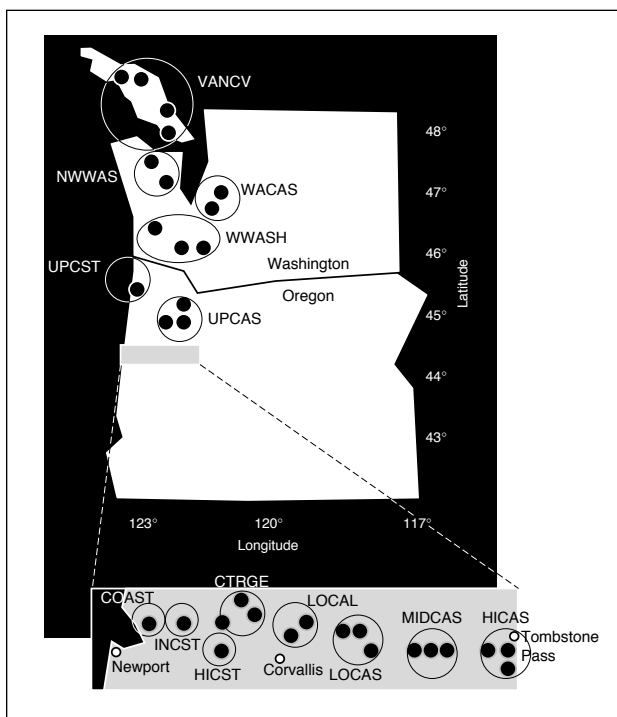 VANCV
48°
NWWAS
WACAS
47°
WWASH
46°
UPCST
Washington
Oregon
Latitude
UPCAS
45°
44°
43°
123°
120°
117°
Longitude
CTRGE
COAST
LOCAL
MIDCAS
HICAS
INCST
Tombstone
Pass
Newport
HICST
Corvallis
LOCAS